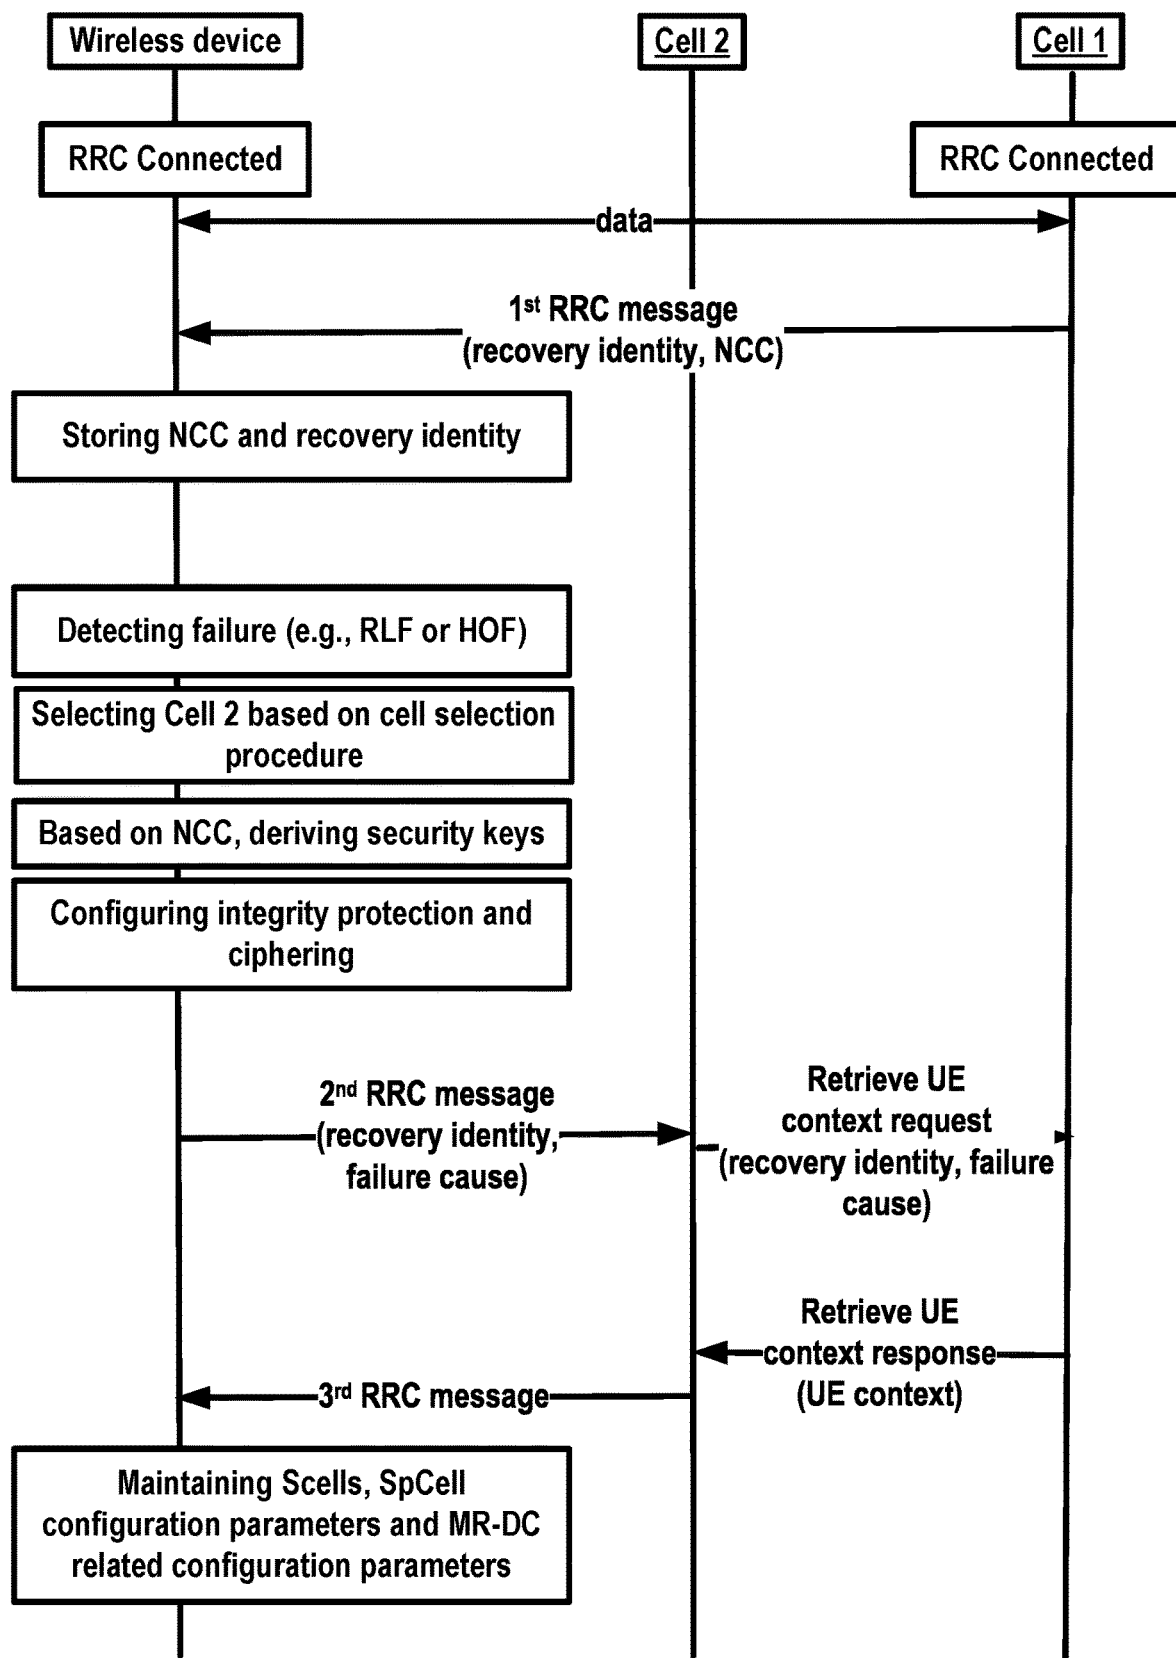 Wireless device
Cell 2
Cell 1
RRC Connected
RRC Connected
data
1st RRC message
(recovery identity, NCC)
Storing NCC and recovery identity
Detecting failure (e.g., RLF or HOF)
Selecting Cell 2 based on cell selection
procedure
Based on NCC, deriving security keys
Configuring integrity protection and
ciphering
2nd RRC message
(recovery identity,
failure cause)
Retrieve UE
context request
(recovery identity, failure
cause)
Retrieve UE
context response
(UE context)
3rd RRC message
Maintaining Scells, SpCell
configuration parameters and MR-DC
related configuration parameters